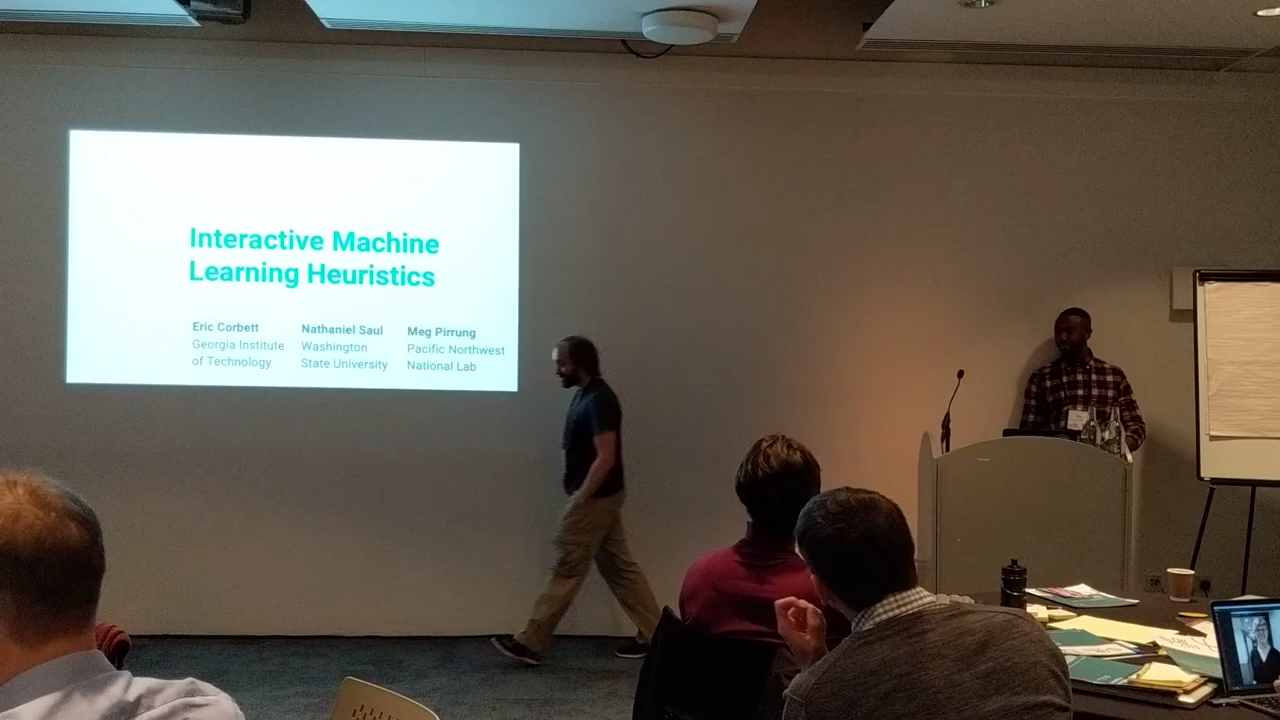 Interactive Machine
Learning Heuristics
Eric Corbett
Georgia Institute
of Technology
Nathaniel Saul
Washington
State University
Meg Pirrung
Pacific Northwest
National Lab